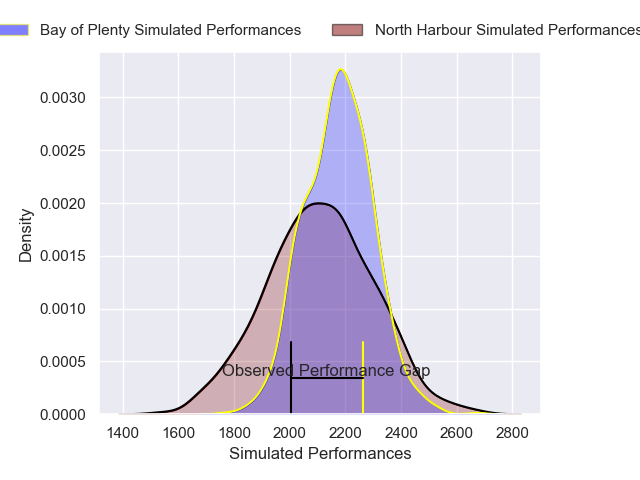 Bay of Plenty Simulated Performances
North Harbour Simulated Performances
0.0030
0.0025
0.0020
0.0015
0.0010
0.0005
0.0000
Density
Observed Performance Gap
1400 1600 1800 2000 2200 2400 2600 2800
Simulated Performances